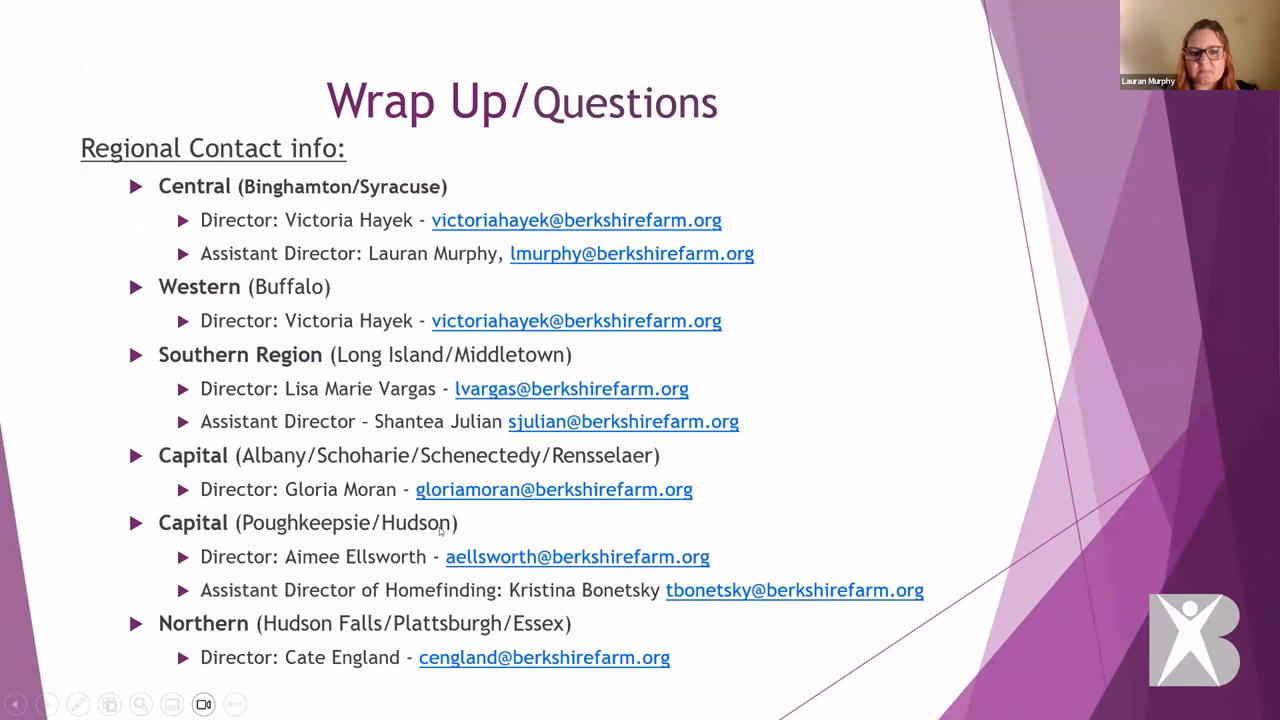 Lauran Murphy
Wrap Up/Questions
Regional Contact info:
Central (Binghamton/Syracuse)
Director: Victoria Hayek - victoriahayek@berkshirefarm.org
Assistant Director: Lauran Murphy, lmurphy@berkshirefarm.org
Western (Buffalo)
Director: Victoria Hayek - victoriahayek@berkshirefarm.org
Southern Region (Long Island/Middletown)
Director: Lisa Marie Vargas - lvargas@berkshirefarm.org
Assistant Director – Shantea Julian sjulian@berkshirefarm.org
Capital (Albany/Schoharie/Schenectedy/Rensselaer)
Director: Gloria Moran - gloriamoran@berkshirefarm.org
Capital (Poughkeepsie/Hudson)
Director: Aimee Ellsworth - aellsworth@berkshirefarm.org
Assistant Director of Homefinding: Kristina Bonetsky tbonetsky@berkshirefarm.org
Northern (Hudson Falls/Plattsburgh/Essex)
Director: Cate England - cengland@berkshirefarm.org
B